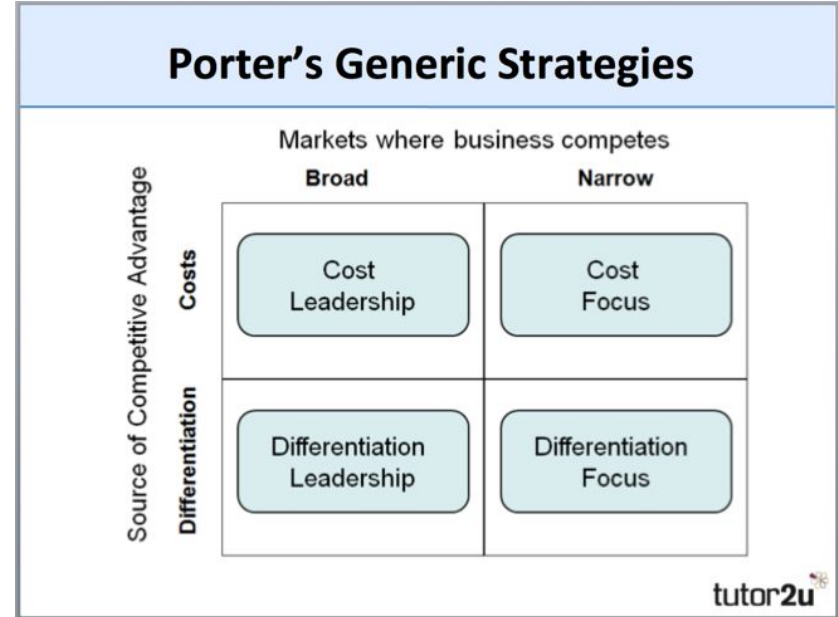 Porter’s Generic Strategies
Markets where business competes
Broad
Narrow
Source of Competitive Advantage
Costs
Cost
Leadership
Cost
Focus
Differentiation
Differentiation
Leadership
Differentiation
Focus
tutor2u